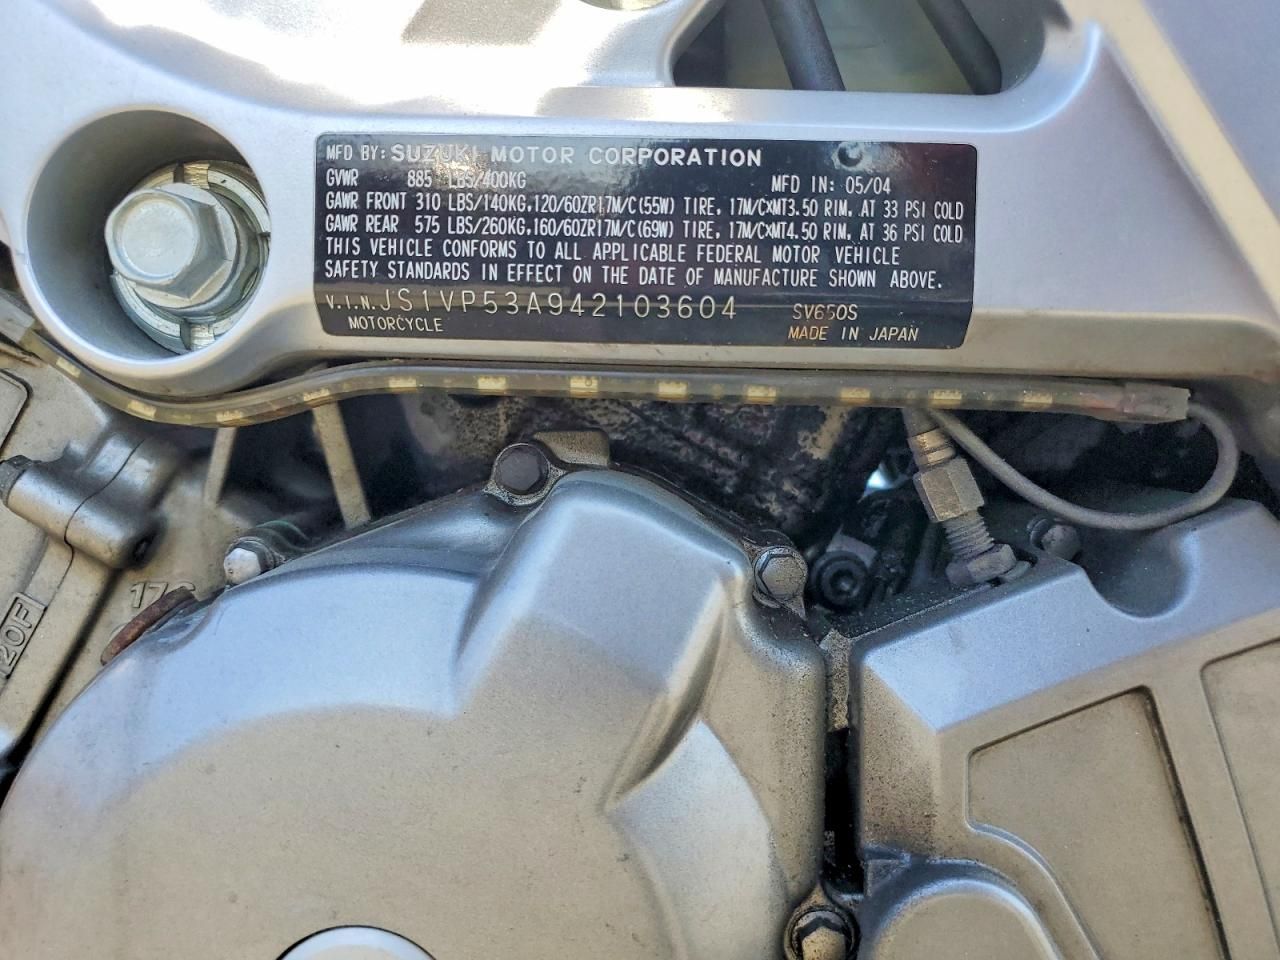 MFD BY: SUZUKI MOTOR CORPORATION
GVWR 885 LBS/400KG MFD IN: 05/04
GAWR FRONT 310 LBS/140KG,120/60ZR17M/C(55W) TIRE, 17M/C×MT3.50 RIM, AT 33 PSI COLD
GAWR REAR 575 LBS/260KG,160/60ZR17M/C(69W) TIRE, 17M/C×MT4.50 RIM, AT 36 PSI COLD
THIS VEHICLE CONFORMS TO ALL APPLICABLE FEDERAL MOTOR VEHICLE
SAFETY STANDARDS IN EFFECT ON THE DATE OF MANUFACTURE SHOWN ABOVE.
V.I.N. JS1VP53A942103604 SV650S
MOTORCYCLE MADE IN JAPAN
20F